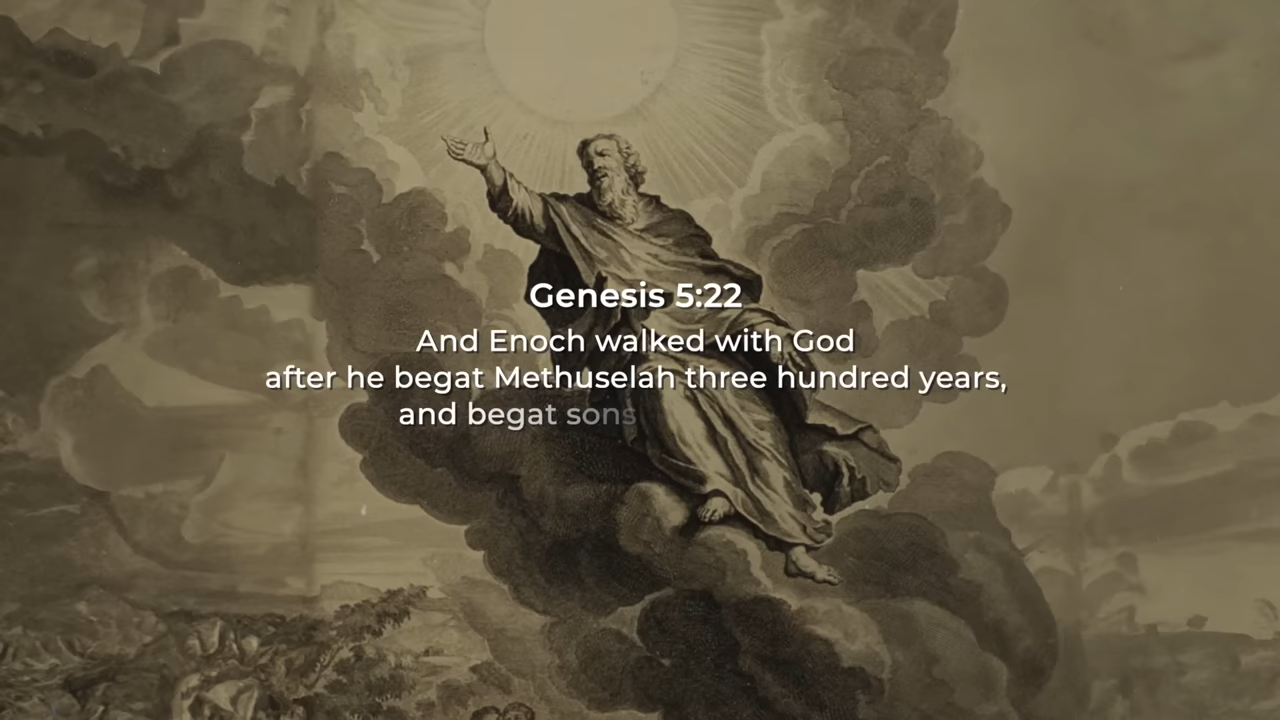 Genesis 5:22
And Enoch walked with God
after he begat Methuselah three hundred years,
and begat sons